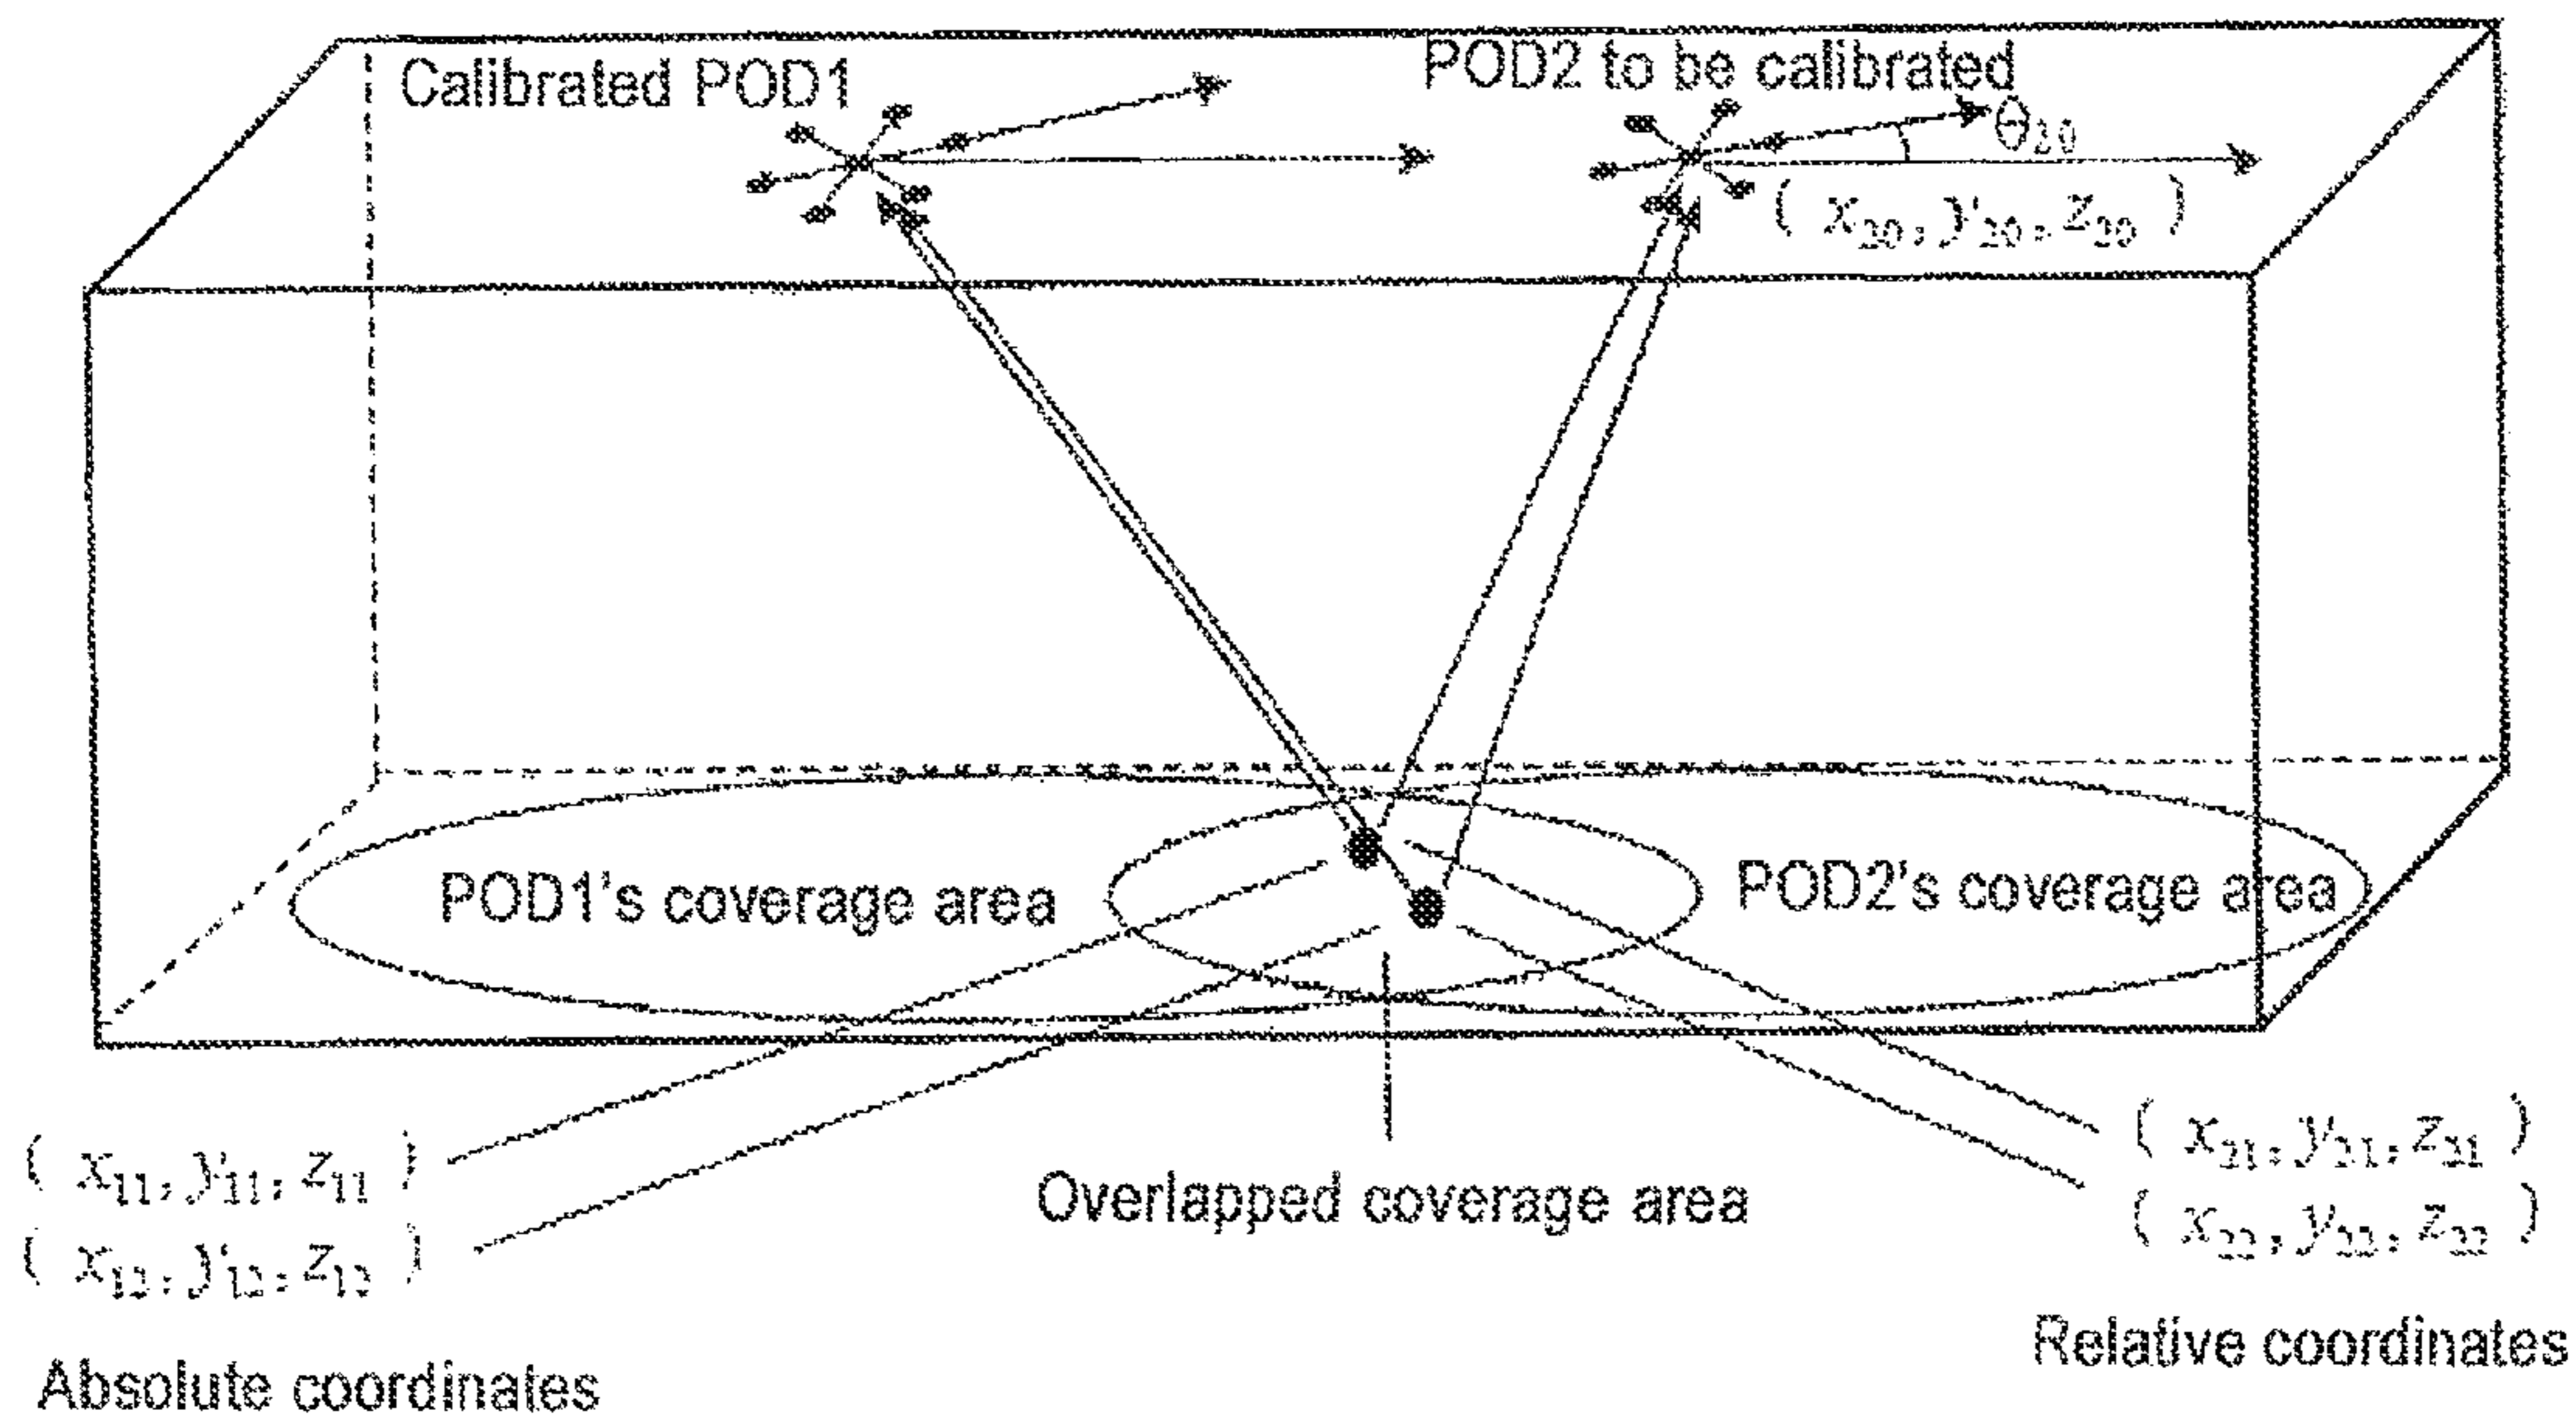 Calibrated POD1
POD2 to be calibrated
θ₂₀
( x₂₀, y₂₀, z₂₀ )
POD1's coverage area
POD2's coverage area
( x₁₁, y₁₁, z₁₁ )
( x₁₂, y₁₂, z₁₂ )
Absolute coordinates
Overlapped coverage area
( x₂₁, y₂₁, z₂₁ )
( x₂₂, y₂₂, z₂₂ )
Relative coordinates